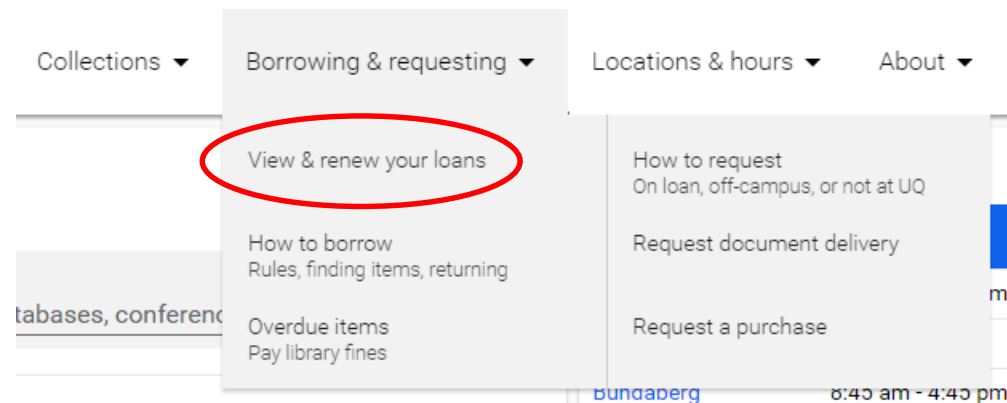 Collections Borrowing & requesting Locations & hours About
View & renew your loans
How to request
On loan, off-campus, or not at UQ
How to borrow
Rules, finding items, returning
Request document delivery
Overdue items
Pay library fines
Request a purchase
Bundaberg 8:45 am - 4:45 pm